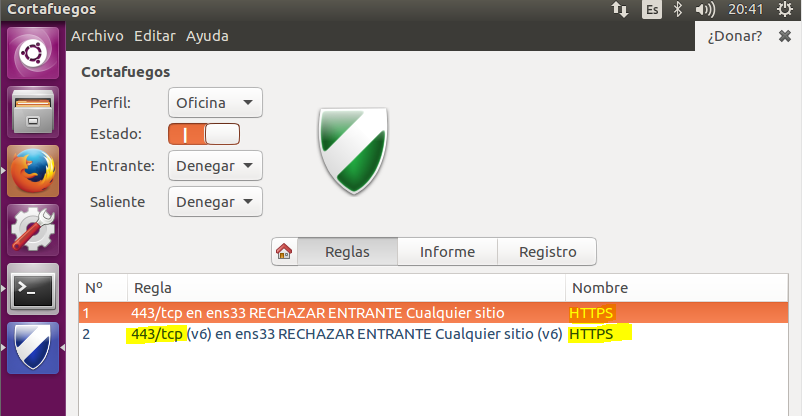 Cortafuegos
Es
20:41
Archivo Editar Ayuda
¿Donar?
Cortafuegos
Perfil: Oficina
Estado:
Entrante: Denegar
Saliente Denegar
Reglas Informe Registro
Nº Regla Nombre
1 443/tcp en ens33 RECHAZAR ENTRANTE Cualquier sitio HTTPS
2 443/tcp (v6) en ens33 RECHAZAR ENTRANTE Cualquier sitio (v6) HTTPS